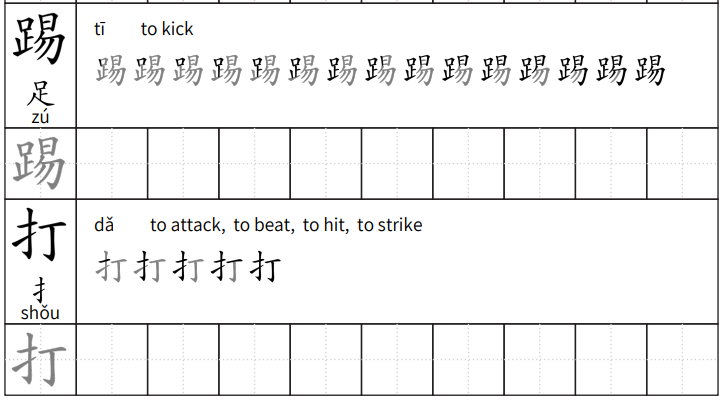 踢 tī to kick
踢 踢 踢 踢 踢 踢 踢 踢 踢 踢 踢 踢 踢 踢 踢
足
zú
踢
打 dǎ to attack, to beat, to hit, to strike
打 打 打 打 打
扌
shǒu
打